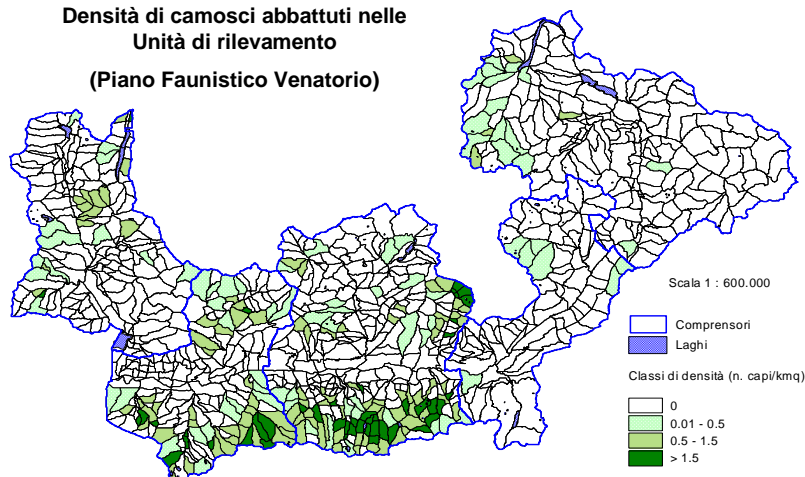 Densità di camosci abbattuti nelle
Unità di rilevamento
(Piano Faunistico Venatorio)
Scala 1 : 600.000
Comprensori
Laghi
Classi di densità (n. capi/kmq)
0
0.01 - 0.5
0.5 - 1.5
> 1.5